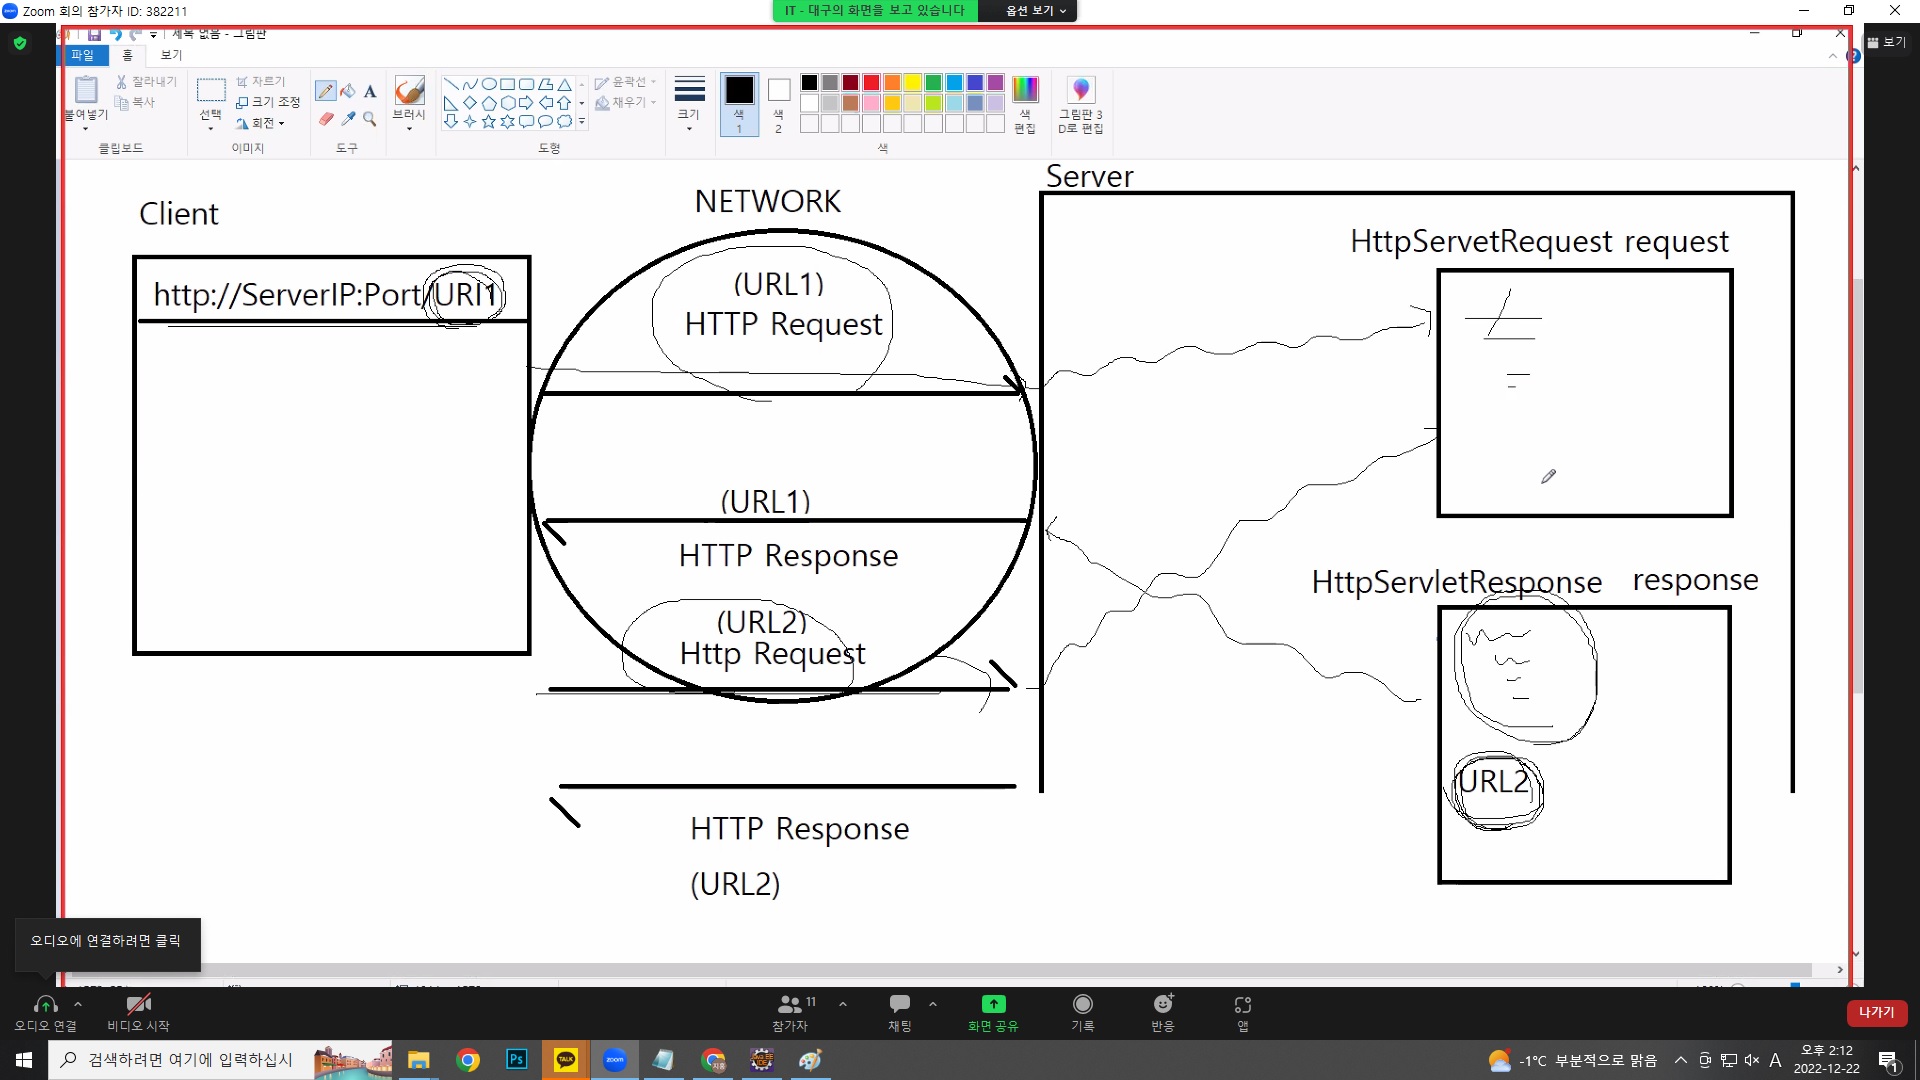 Zoom 회의 참가자 ID: 382211
IT - 대구의 화면을 보고 있습니다
옵션 보기
보기
제목 없음 - 그림판
파일
홈
보기
붙여넣기
잘라내기
복사
클립보드
선택
자르기
크기 조정
회전
이미지
도구
브러시
윤곽선
채우기
도형
크기
색
1
색
2
색
편집
색
그림판 3
D로 편집
Client
http://ServerIP:Port/URI1
NETWORK
(URL1)
HTTP Request
(URL1)
HTTP Response
(URL2)
Http Request
HTTP Response
(URL2)
Server
HttpServetRequest request
HttpServletResponse response
URL2
오디오에 연결하려면 클릭
오디오 연결
비디오 시작
11
참가자
채팅
화면 공유
기록
반응
앱
나가기
검색하려면 여기에 입력하십시
Ps
TALK
zoom
-1°C 부분적으로 맑음
A
오후 2:12
2022-12-22
1